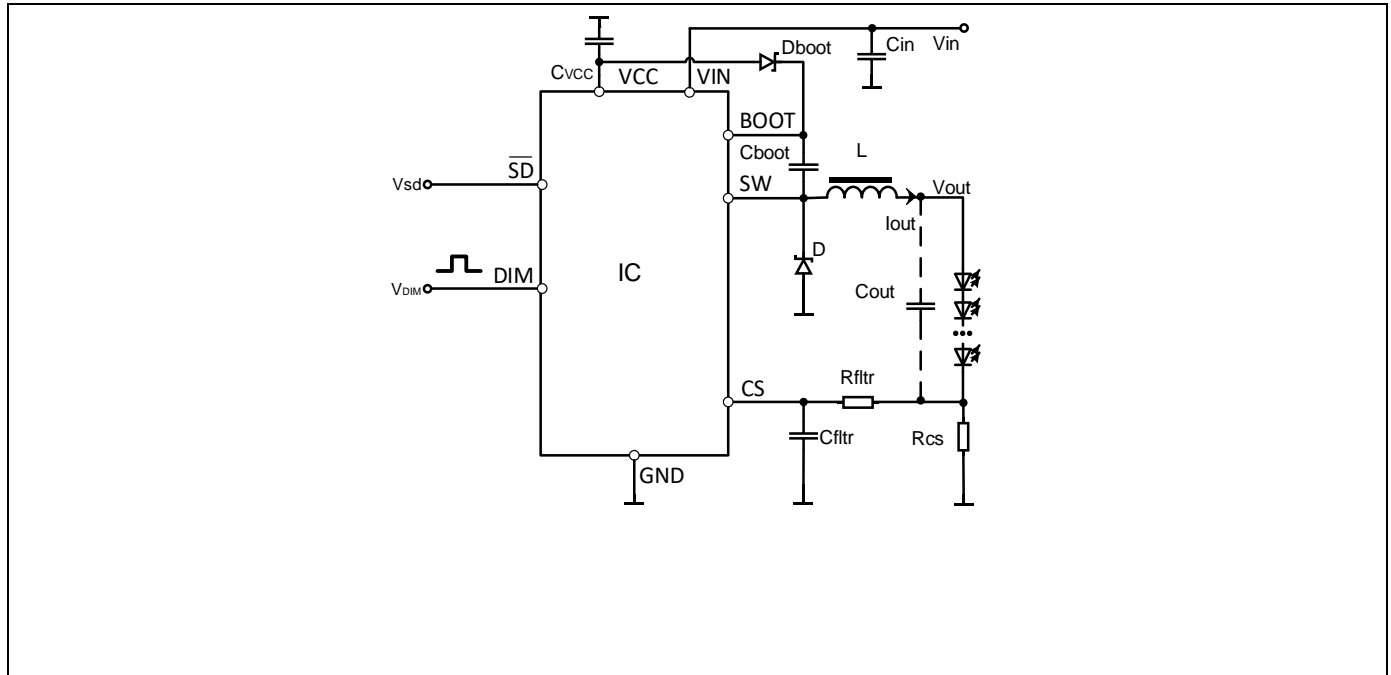 Dboot
Cin
Vin
CVCC
VCC
VIN
BOOT
Cboot
L
SD
Vsd
SW
Vout
Iout
D
DIM
VDIM
IC
Cout
CS
Rfltr
Cfltr
Rcs
GND